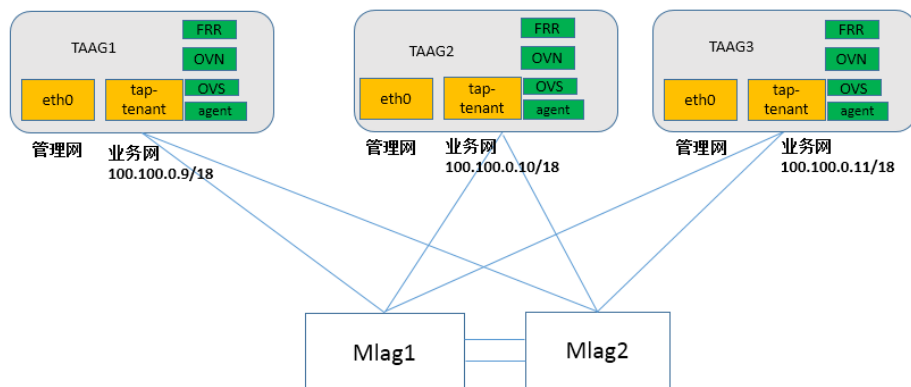 TAAG1
FRR
OVN
eth0
tap-
tenant
OVS
agent
管理网
业务网
100.100.0.9/18
TAAG2
FRR
OVN
eth0
tap-
tenant
OVS
agent
管理网
业务网
100.100.0.10/18
TAAG3
FRR
OVN
eth0
tap-
tenant
OVS
agent
管理网
业务网
100.100.0.11/18
Mlag1
Mlag2